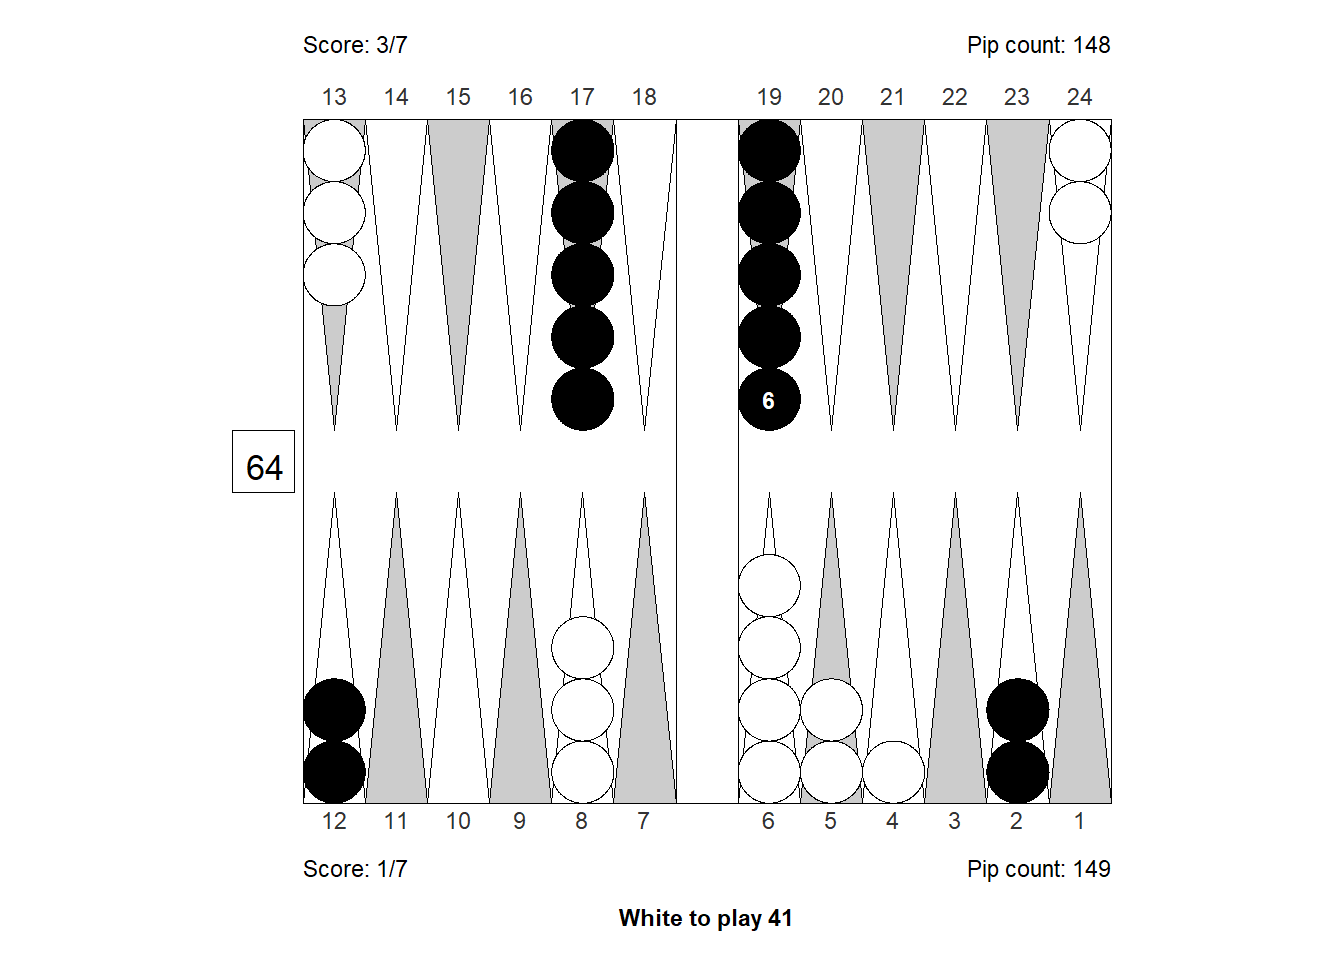 Score: 3/7 Pip count: 148
13 14 15 16 17 18 19 20 21 22 23 24
6
64
12 11 10 9 8 7 6 5 4 3 2 1
Score: 1/7 Pip count: 149
White to play 41